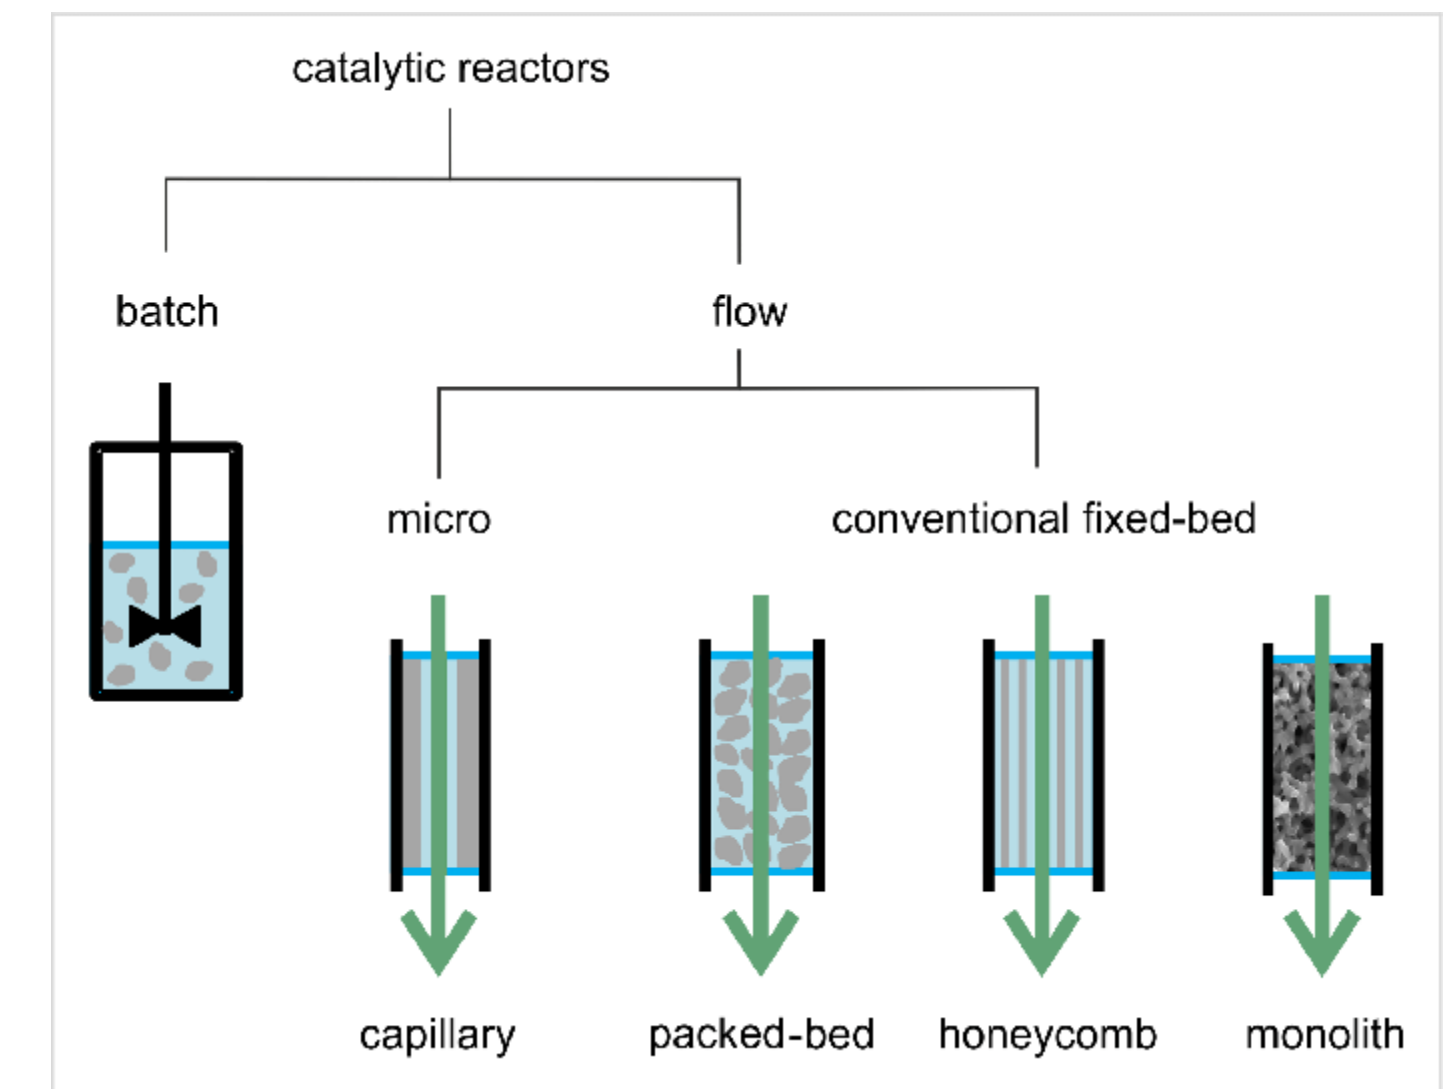 catalytic reactors
batch
flow
micro
conventional fixed-bed
capillary
packed-bed
honeycomb
monolith